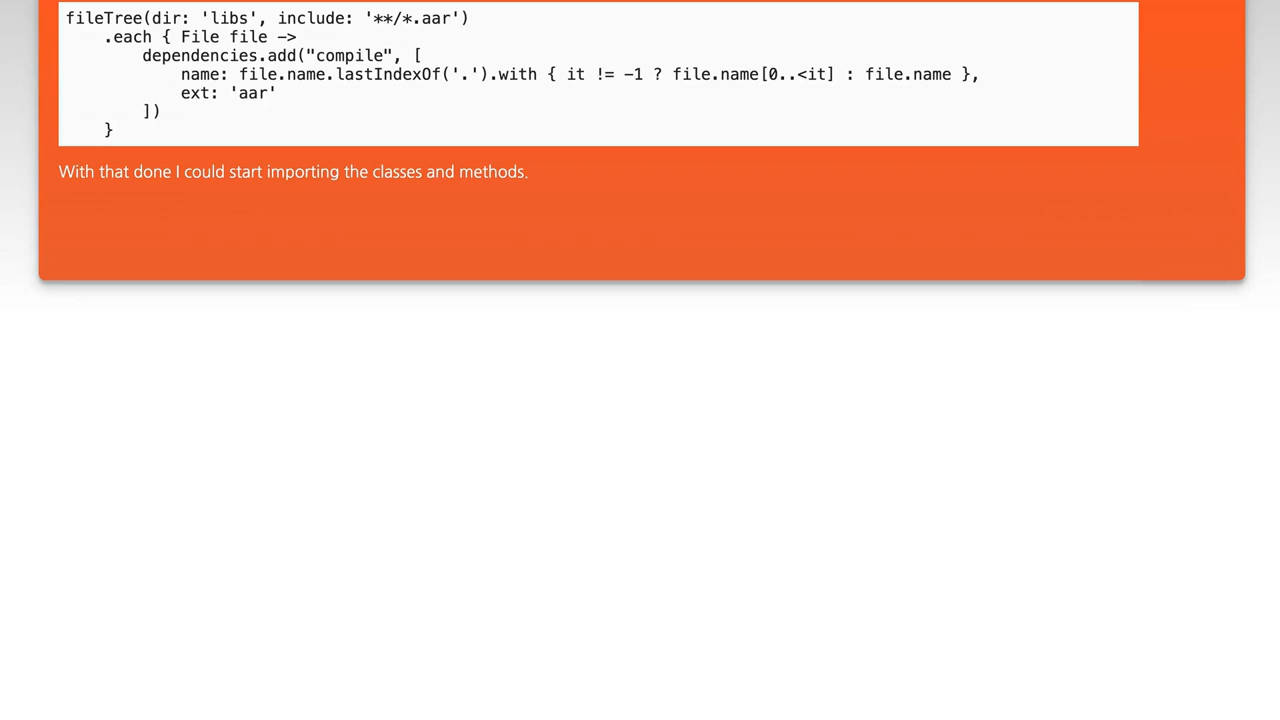 fileTree(dir: 'libs', include: '**/*.aar')
    .each { File file ->
        dependencies.add("compile", [
            name: file.name.lastIndexOf('.').with { it != -1 ? file.name[0..<it] : file.name },
            ext: 'aar'
        ])
    }
With that done I could start importing the classes and methods.